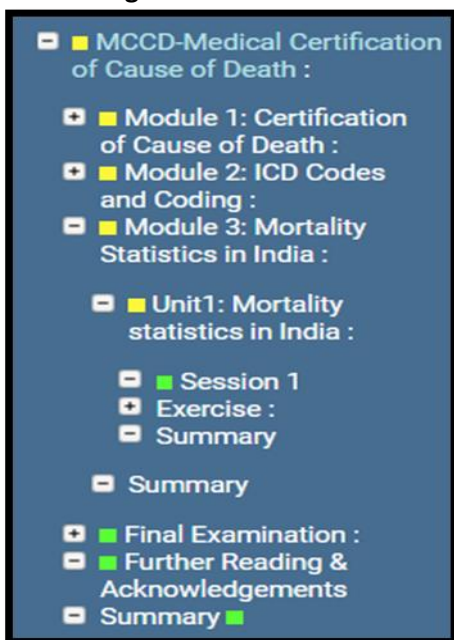 MCCD-Medical Certification
of Cause of Death :
Module 1: Certification
of Cause of Death :
Module 2: ICD Codes
and Coding :
Module 3: Mortality
Statistics in India :
Unit1: Mortality
statistics in India :
Session 1
Exercise :
Summary
Summary
Final Examination :
Further Reading &
Acknowledgements
Summary